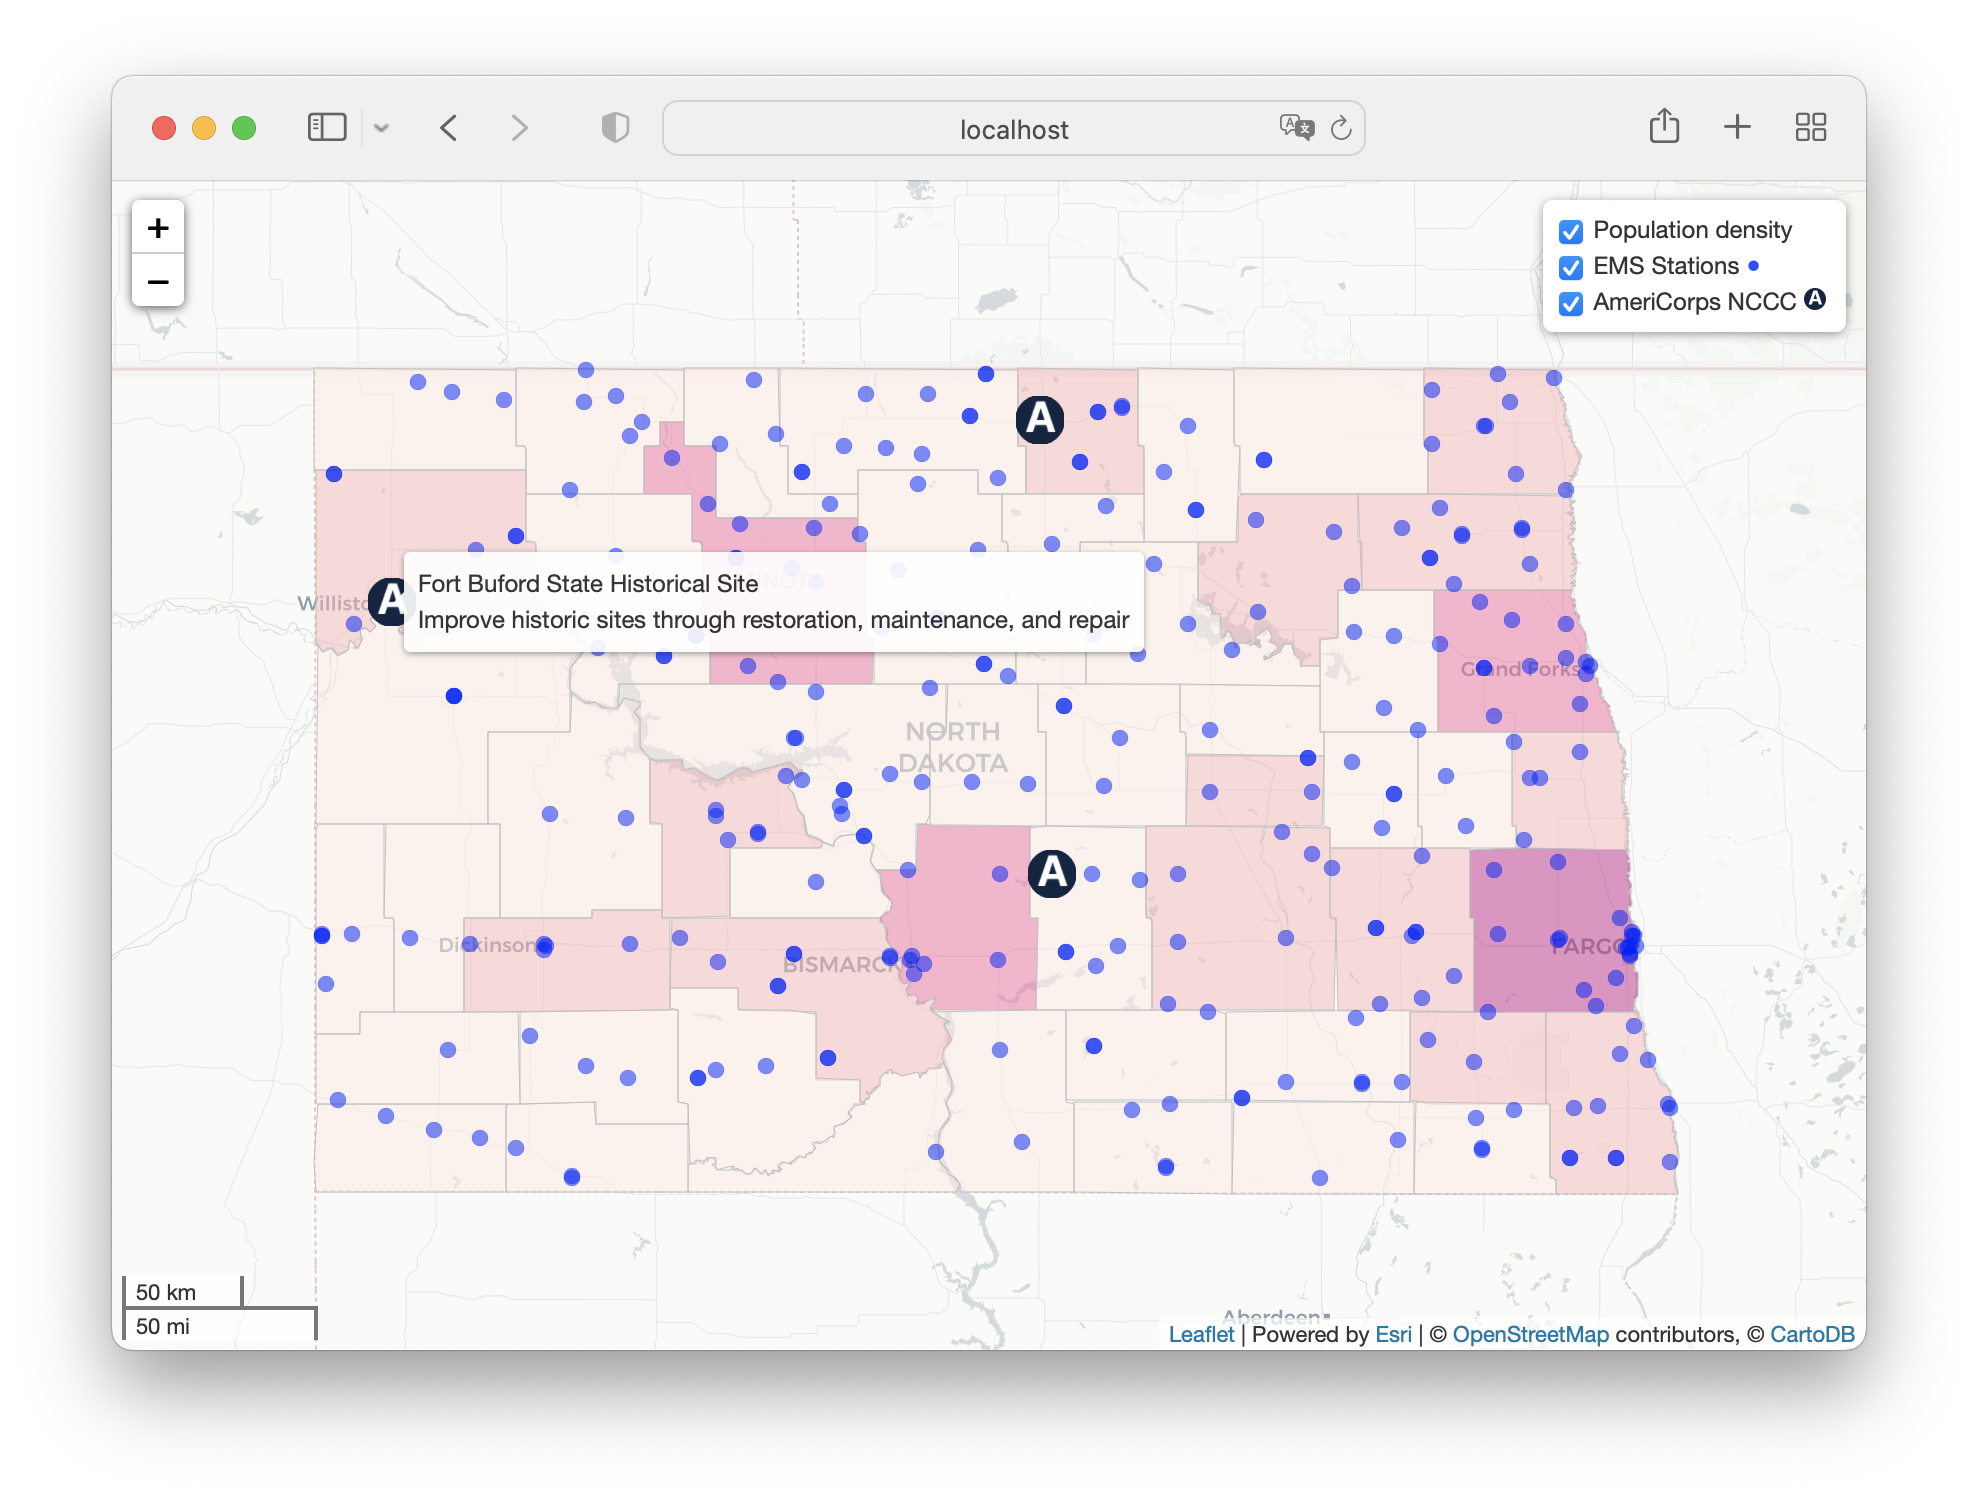 localhost
+
−
Population density
EMS Stations
AmeriCorps NCCC A
A
Fort Buford State Historical Site
Willisto
A
Improve historic sites through restoration, maintenance, and repair
Grand Forks
NORTH
DAKOTA
A
Dickinson
BISMARCK
FARGO
50 km
50 mi
Aberdeen
Leaflet | Powered by Esri | © OpenStreetMap contributors, © CartoDB